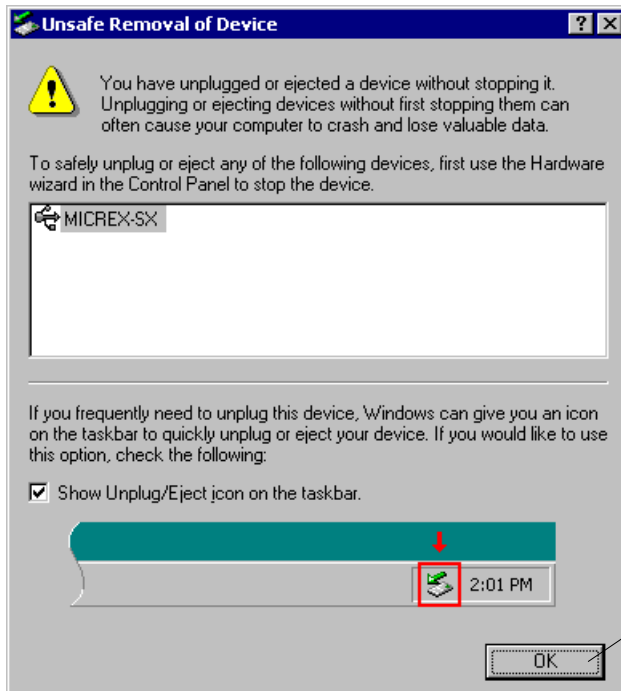 Unsafe Removal of Device
You have unplugged or ejected a device without stopping it.
Unplugging or ejecting devices without first stopping them can
often cause your computer to crash and lose valuable data.
To safely unplug or eject any of the following devices, first use the Hardware
wizard in the Control Panel to stop the device.
MICREX-SX
If you frequently need to unplug this device, Windows can give you an icon
on the taskbar to quickly unplug or eject your device. If you would like to use
this option, check the following:
Show Unplug/Eject icon on the taskbar.
2:01 PM
OK